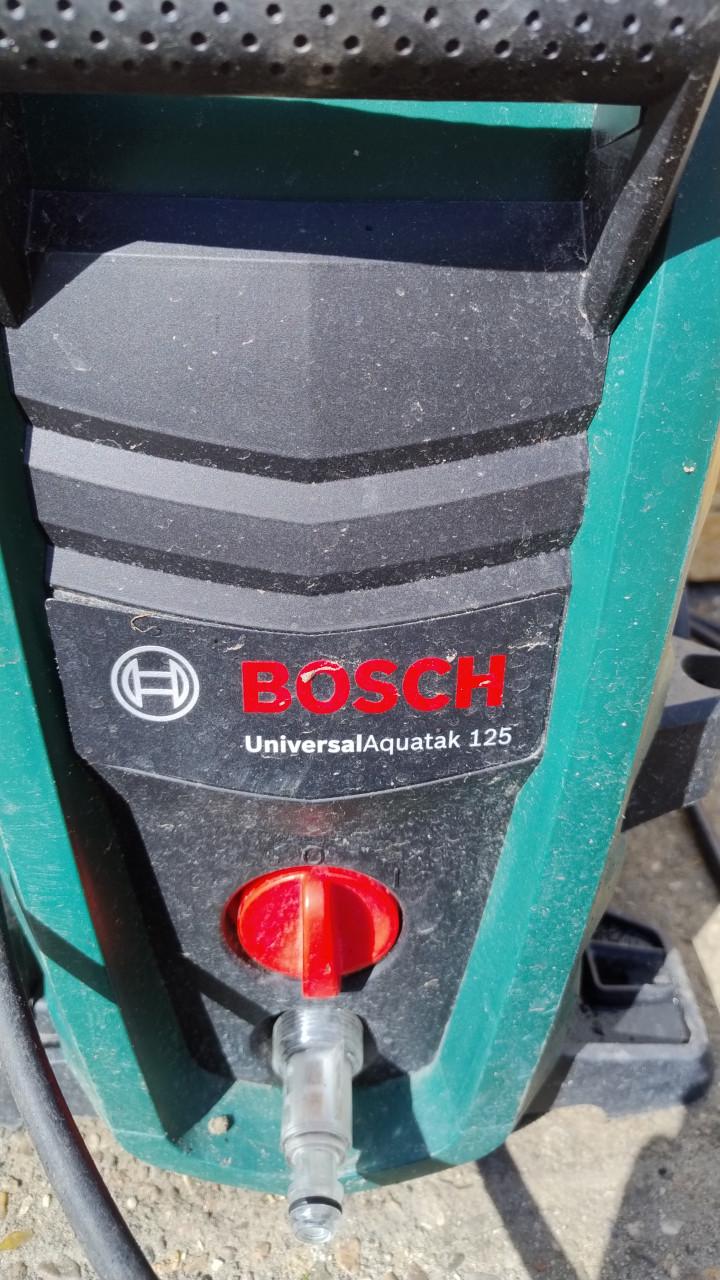 BOSCH
UniversalAquatak 125
O I